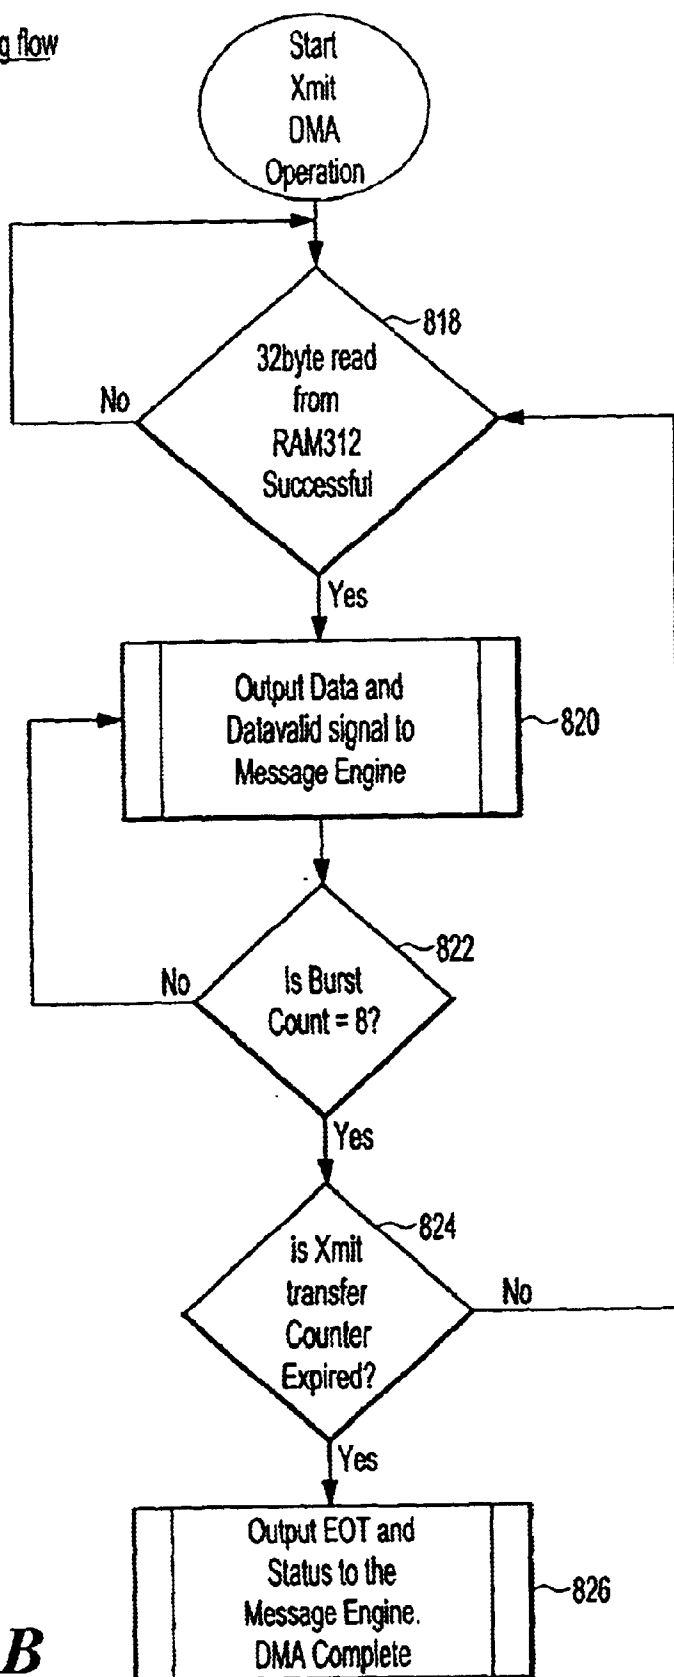 g flow
Start
Xmit
DMA
Operation
818
32byte read
from
RAM312
Successful
No
Yes
Output Data and
Datavalid signal to
Message Engine
820
822
Is Burst
Count = 8?
No
Yes
824
is Xmit
transfer
Counter
Expired?
No
Yes
Output EOT and
Status to the
Message Engine.
DMA Complete
826
B